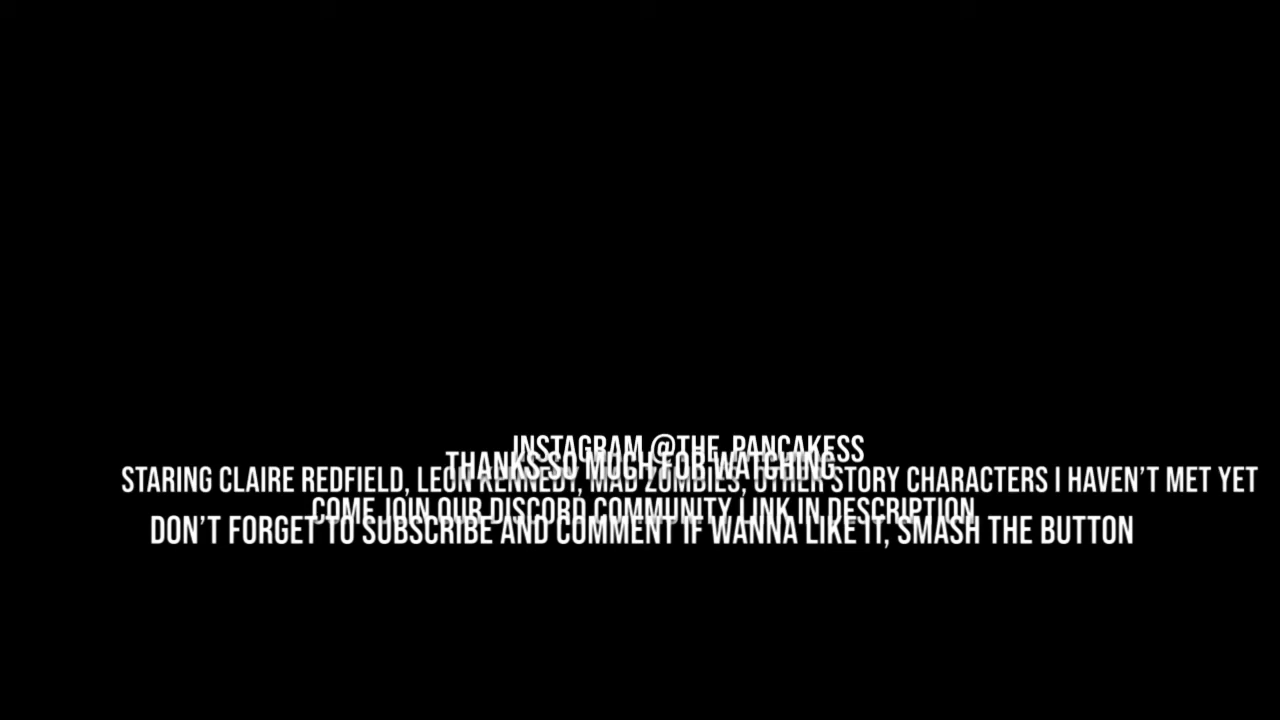 INSTAGRAM @THE_PANCAKESS
THANKS SO MUCH FOR WATCHING
STARING CLAIRE REDFIELD, LEON KENNEDY, MAD ZOMBIES, OTHER STORY CHARACTERS I HAVEN'T MET YET
COME JOIN OUR DISCORD COMMUNITY LINK IN DESCRIPTION
DON'T FORGET TO SUBSCRIBE AND COMMENT IF WANNA LIKE IT, SMASH THE BUTTON